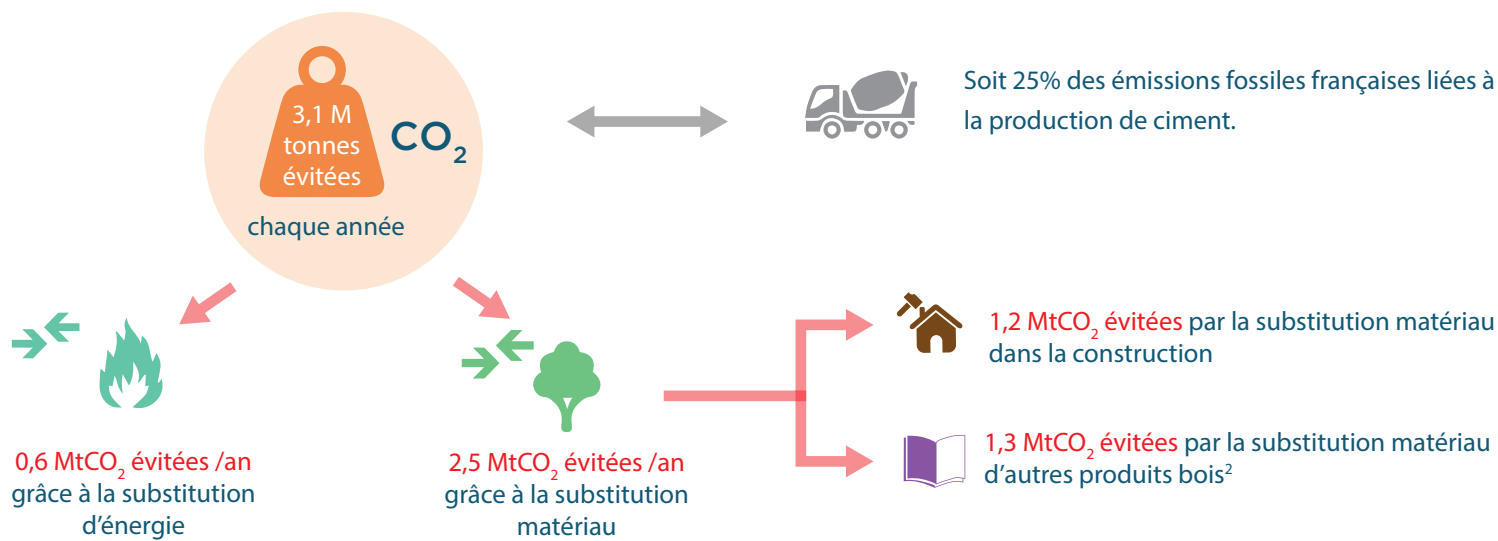 3,1 M
tonnes
évitées
CO₂
chaque année
Soit 25% des émissions fossiles françaises liées à
la production de ciment.
0,6 MtCO₂ évitées /an
grâce à la substitution
d'énergie
2,5 MtCO₂ évitées /an
grâce à la substitution
matériau
1,2 MtCO₂ évitées par la substitution matériau
dans la construction
1,3 MtCO₂ évitées par la substitution matériau
d'autres produits bois²